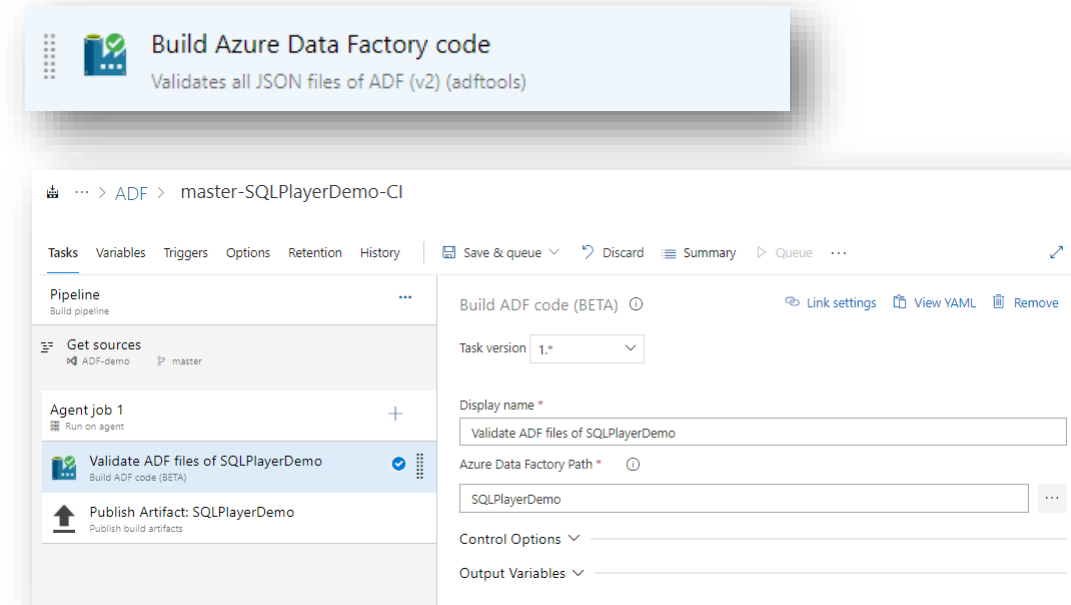 Build Azure Data Factory code
Validates all JSON files of ADF (v2) (adftools)
··· > ADF > master-SQLPlayerDemo-CI
Tasks Variables Triggers Options Retention History Save & queue Discard Summary Queue ···
Pipeline ···
Build pipeline
Get sources
ADF-demo master
Agent job 1
Run on agent
Validate ADF files of SQLPlayerDemo
Build ADF code (BETA)
Publish Artifact: SQLPlayerDemo
Publish build artifacts
Build ADF code (BETA) Link settings View YAML Remove
Task version 1.*
Display name *
Validate ADF files of SQLPlayerDemo
Azure Data Factory Path *
SQLPlayerDemo ···
Control Options
Output Variables